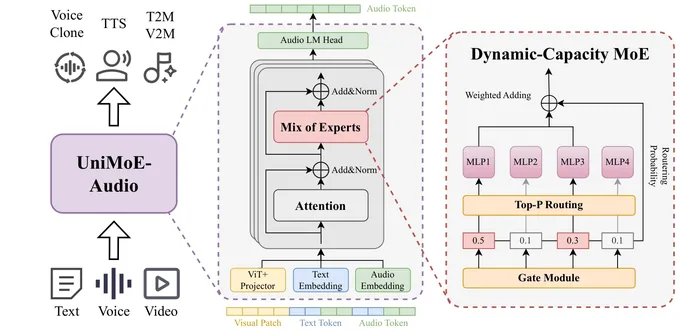 Voice
Clone
TTS
T2M
V2M
UniMoE-
Audio
Text
Voice
Video
Audio Token
Audio LM Head
Add&Norm
Mix of Experts
Add&Norm
Attention
ViT+
Projector
Text
Embedding
Audio
Embedding
Visual Patch
Text Token
Audio Token
Dynamic-Capacity MoE
Weighted Adding
MLP1
MLP2
MLP3
MLP4
Routering
Probability
Top-P Routing
0.5
0.1
0.3
0.1
Gate Module